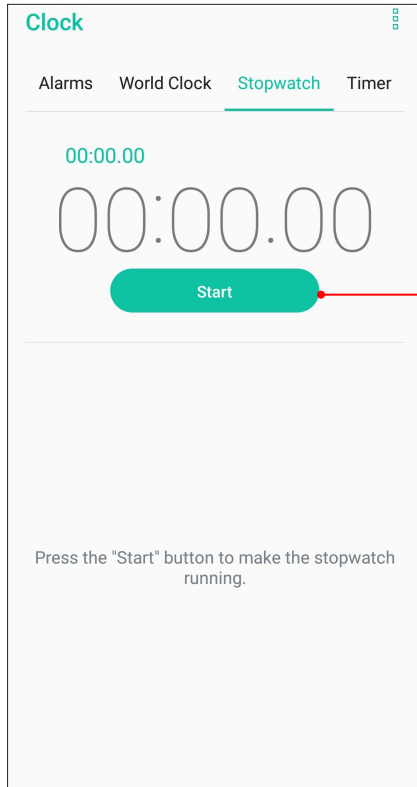 Clock
Alarms World Clock Stopwatch Timer
00:00.00
00:00.00
Start
Press the "Start" button to make the stopwatch
running.